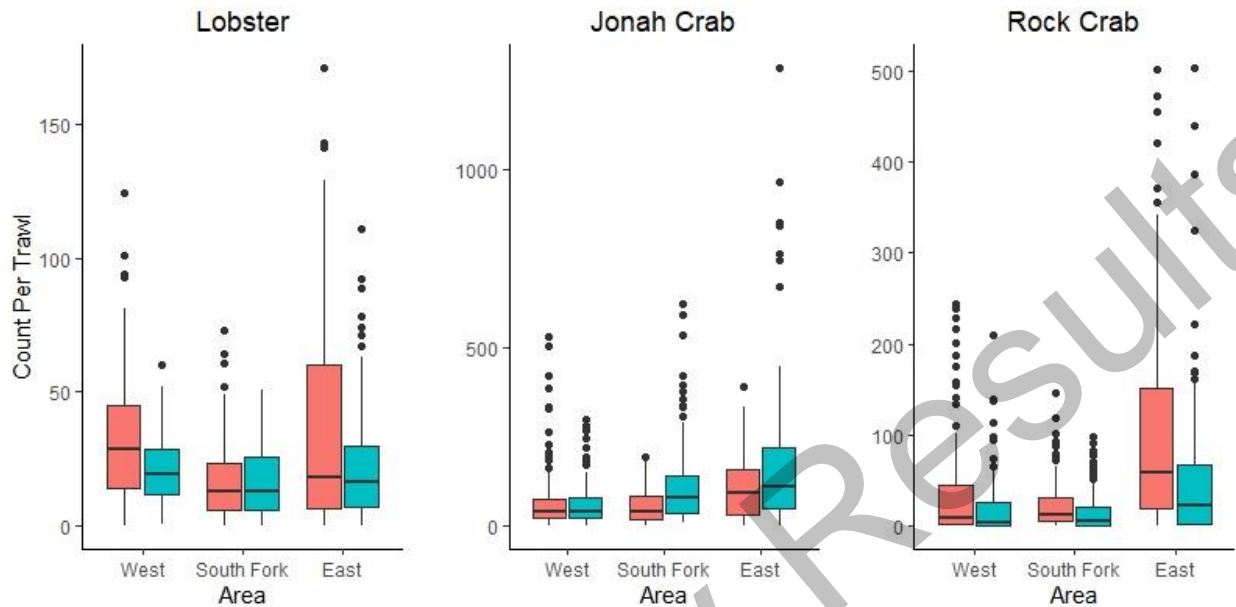 Lobster
Jonah Crab
Rock Crab
Count Per Trawl
150
100
50
0
1000
500
0
500
400
300
200
100
0
West South Fork East
West South Fork East
West South Fork East
Area
Area
Area
Results